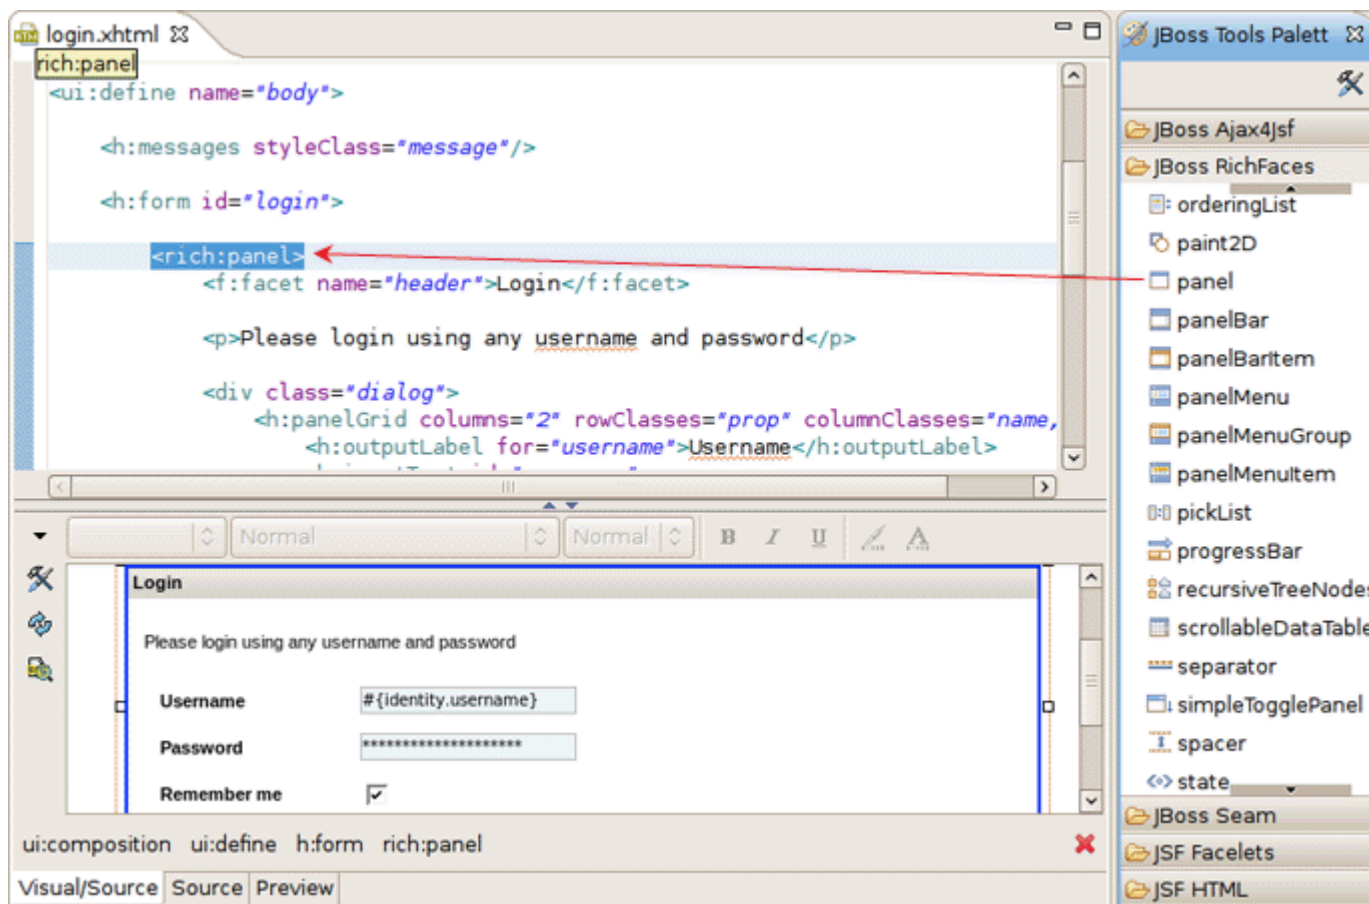 login.xhtml
rich:panel
<ui:define name="body">
<h:messages styleClass="message"/>
<h:form id="login">
<rich:panel>
<f:facet name="header">Login</f:facet>
<p>Please login using any username and password</p>
<div class="dialog">
<h:panelGrid columns="2" rowClasses="prop" columnClasses="name,
<h:outputLabel for="username">Username</h:outputLabel>
Normal
Normal
B I U A
Login
Please login using any username and password
Username #{identity.username}
Password ********************
Remember me
ui:composition ui:define h:form rich:panel
Visual/Source Source Preview
JBoss Tools Palett
JBoss Ajax4Jsf
JBoss RichFaces
orderingList
paint2D
panel
panelBar
panelBarItem
panelMenu
panelMenuGroup
panelMenuItem
pickList
progressBar
recursiveTreeNodes
scrollableDataTable
separator
simpleTogglePanel
spacer
state
JBoss Seam
JSF Facelets
JSF HTML